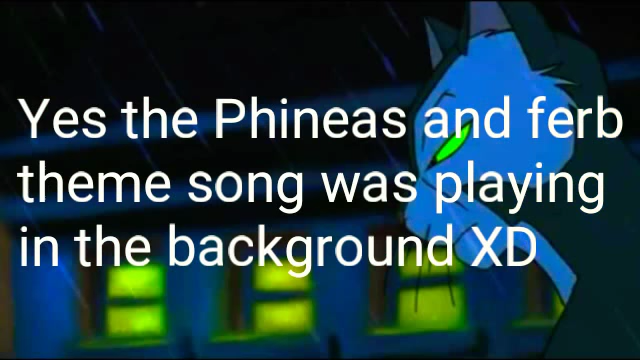 Yes the Phineas and ferb
theme song was playing
in the background XD